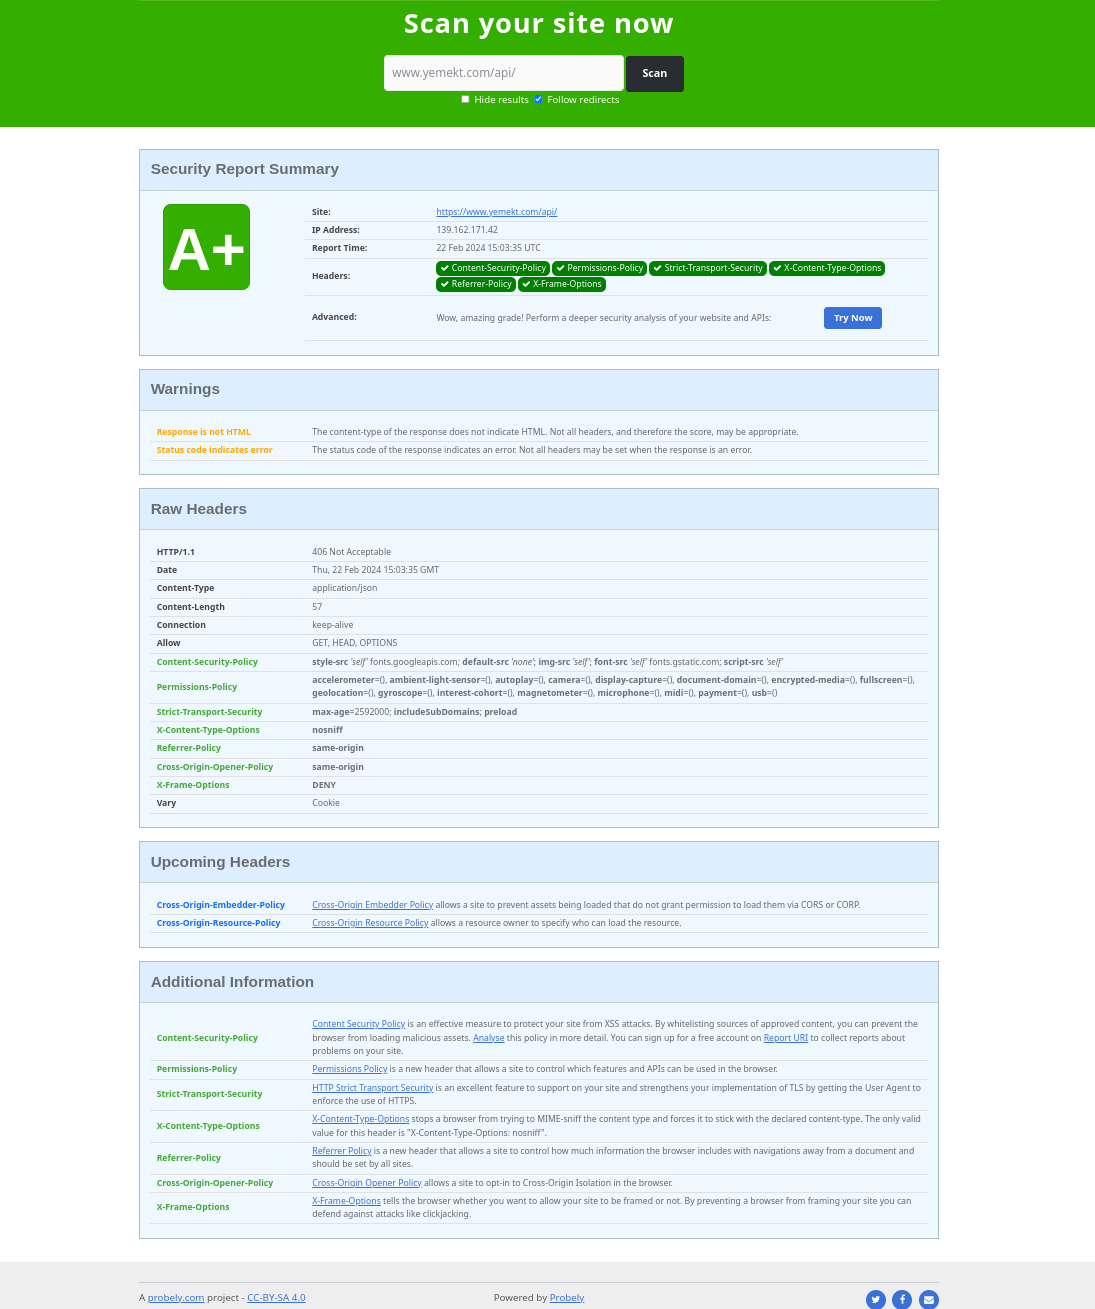 Scan your site now
www.yemekt.com/api/
Scan
Hide results Follow redirects
Security Report Summary
A+
Site: https://www.yemekt.com/api/
IP Address: 139.162.171.42
Report Time: 22 Feb 2024 15:03:35 UTC
Headers: Content-Security-Policy Permissions-Policy Strict-Transport-Security X-Content-Type-Options
Referrer-Policy X-Frame-Options
Advanced: Wow, amazing grade! Perform a deeper security analysis of your website and APIs: Try Now
Warnings
Response is not HTML The content-type of the response does not indicate HTML. Not all headers, and therefore the score, may be appropriate.
Status code indicates error The status code of the response indicates an error. Not all headers may be set when the response is an error.
Raw Headers
HTTP/1.1 406 Not Acceptable
Date Thu, 22 Feb 2024 15:03:35 GMT
Content-Type application/json
Content-Length 57
Connection keep-alive
Allow GET, HEAD, OPTIONS
Content-Security-Policy style-src 'self' fonts.googleapis.com; default-src 'none'; img-src 'self'; font-src 'self' fonts.gstatic.com; script-src 'self'
Permissions-Policy accelerometer=(), ambient-light-sensor=(), autoplay=(), camera=(), display-capture=(), document-domain=(), encrypted-media=(), fullscreen=(),
geolocation=(), gyroscope=(), interest-cohort=(), magnetometer=(), microphone=(), midi=(), payment=(), usb=()
Strict-Transport-Security max-age=2592000; includeSubDomains; preload
X-Content-Type-Options nosniff
Referrer-Policy same-origin
Cross-Origin-Opener-Policy same-origin
X-Frame-Options DENY
Vary Cookie
Upcoming Headers
Cross-Origin-Embedder-Policy Cross-Origin Embedder Policy allows a site to prevent assets being loaded that do not grant permission to load them via CORS or CORP.
Cross-Origin-Resource-Policy Cross-Origin Resource Policy allows a resource owner to specify who can load the resource.
Additional Information
Content-Security-Policy Content Security Policy is an effective measure to protect your site from XSS attacks. By whitelisting sources of approved content, you can prevent the
browser from loading malicious assets. Analyse this policy in more detail. You can sign up for a free account on Report URI to collect reports about
problems on your site.
Permissions-Policy Permissions Policy is a new header that allows a site to control which features and APIs can be used in the browser.
Strict-Transport-Security HTTP Strict Transport Security is an excellent feature to support on your site and strengthens your implementation of TLS by getting the User Agent to
enforce the use of HTTPS.
X-Content-Type-Options X-Content-Type-Options stops a browser from trying to MIME-sniff the content type and forces it to stick with the declared content-type. The only valid
value for this header is "X-Content-Type-Options: nosniff".
Referrer-Policy Referrer Policy is a new header that allows a site to control how much information the browser includes with navigations away from a document and
should be set by all sites.
Cross-Origin-Opener-Policy Cross-Origin Opener Policy allows a site to opt-in to Cross-Origin Isolation in the browser.
X-Frame-Options X-Frame-Options tells the browser whether you want to allow your site to be framed or not. By preventing a browser from framing your site you can
defend against attacks like clickjacking.
A probely.com project - CC-BY-SA 4.0 Powered by Probely